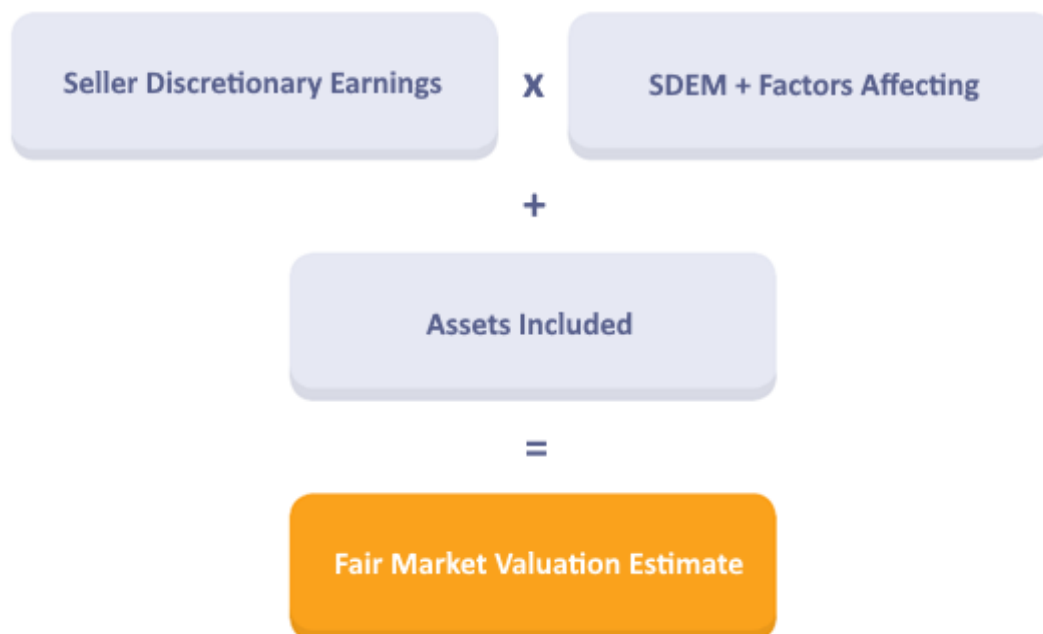 Seller Discretionary Earnings x SDEM + Factors Affecting
+
Assets Included
=
Fair Market Valuation Estimate